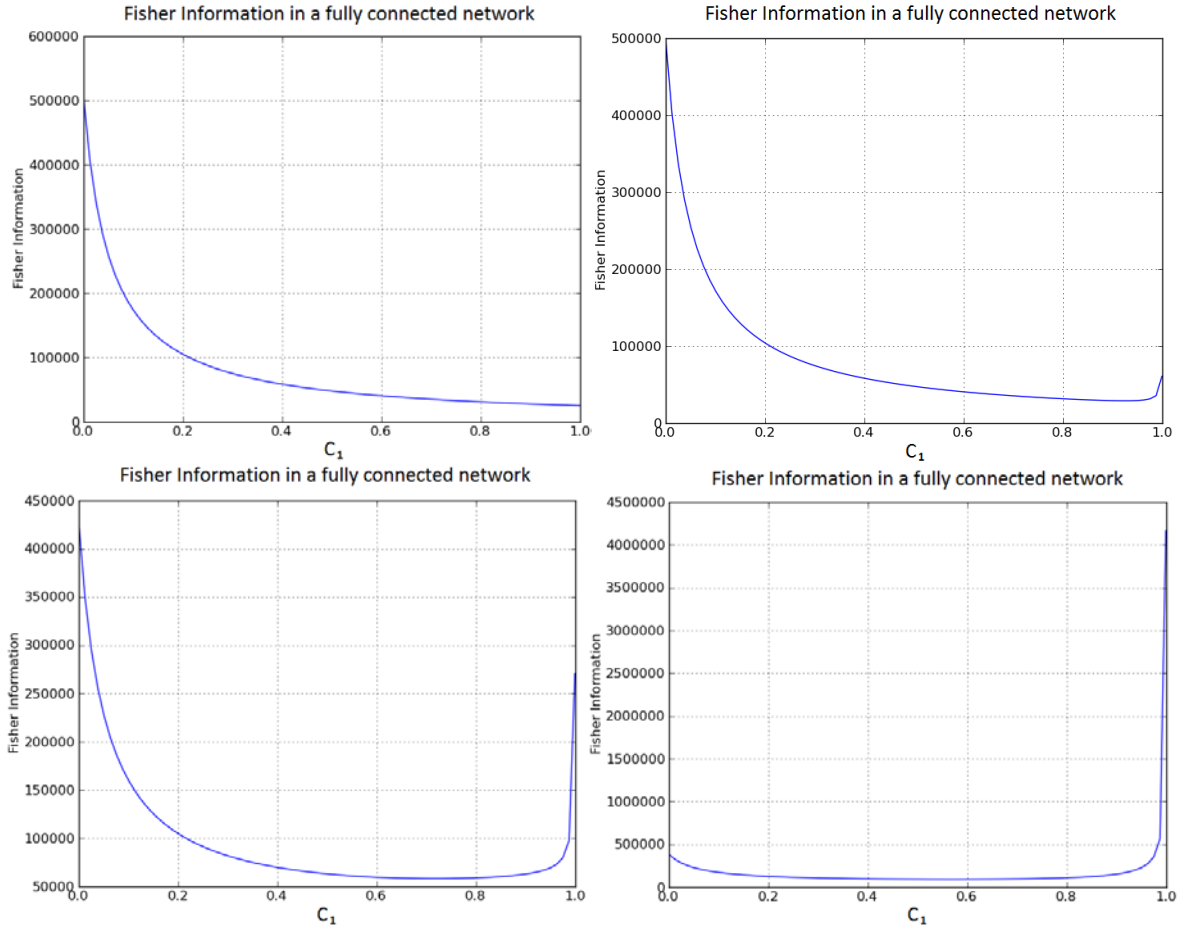 Fisher Information in a fully connected network
600000
500000
400000
300000
200000
100000
0
Fisher Information
0.0 0.2 0.4 0.6 0.8 1.0
C₁
Fisher Information in a fully connected network
500000
400000
300000
200000
100000
0
Fisher Information
0.0 0.2 0.4 0.6 0.8 1.0
C₁
Fisher Information in a fully connected network
450000
400000
350000
300000
250000
200000
150000
100000
50000
Fisher Information
0.0 0.2 0.4 0.6 0.8 1.0
C₁
Fisher Information in a fully connected network
4500000
4000000
3500000
3000000
2500000
2000000
1500000
1000000
500000
0
Fisher Information
0.0 0.2 0.4 0.6 0.8 1.0
C₁